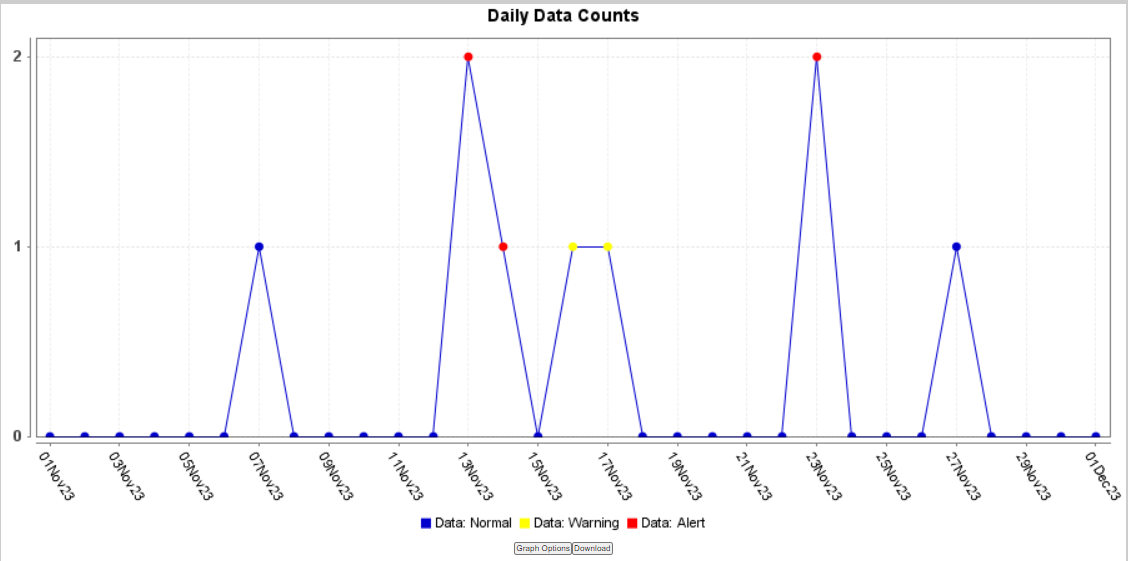 Daily Data Counts
2
1
0
01Nov23 03Nov23 05Nov23 07Nov23 09Nov23 11Nov23 13Nov23 15Nov23 17Nov23 19Nov23 21Nov23 23Nov23 25Nov23 27Nov23 29Nov23 01Dec23
Data: Normal Data: Warning Data: Alert
Graph Options Download